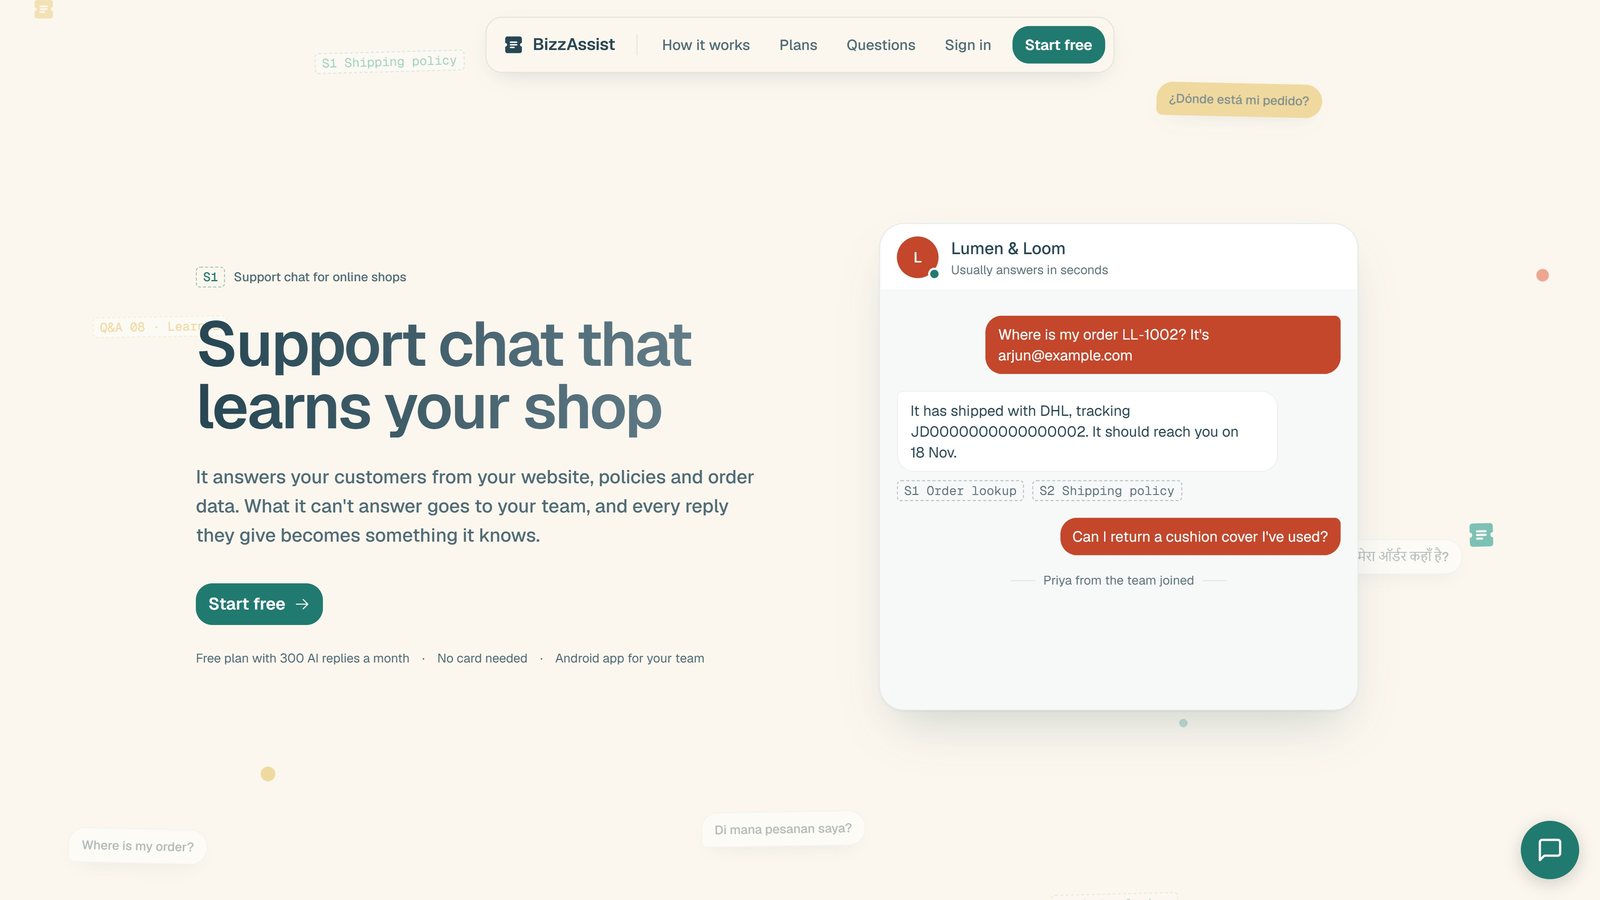 S1 Shipping policy
BizzAssist
How it works
Plans
Questions
Sign in
Start free
¿Dónde está mi pedido?
S1 Support chat for online shops
Q&A 08 · Learn
Support chat that
learns your shop
It answers your customers from your website, policies and order
data. What it can't answer goes to your team, and every reply
they give becomes something it knows.
Start free →
Free plan with 300 AI replies a month · No card needed · Android app for your team
L
Lumen & Loom
Usually answers in seconds
Where is my order LL-1002? It's
arjun@example.com
It has shipped with DHL, tracking
JD0000000000000002. It should reach you on
18 Nov.
S1 Order lookup
S2 Shipping policy
Can I return a cushion cover I've used?
Priya from the team joined
मेरा ऑर्डर कहाँ है?
Where is my order?
Di mana pesanan saya?